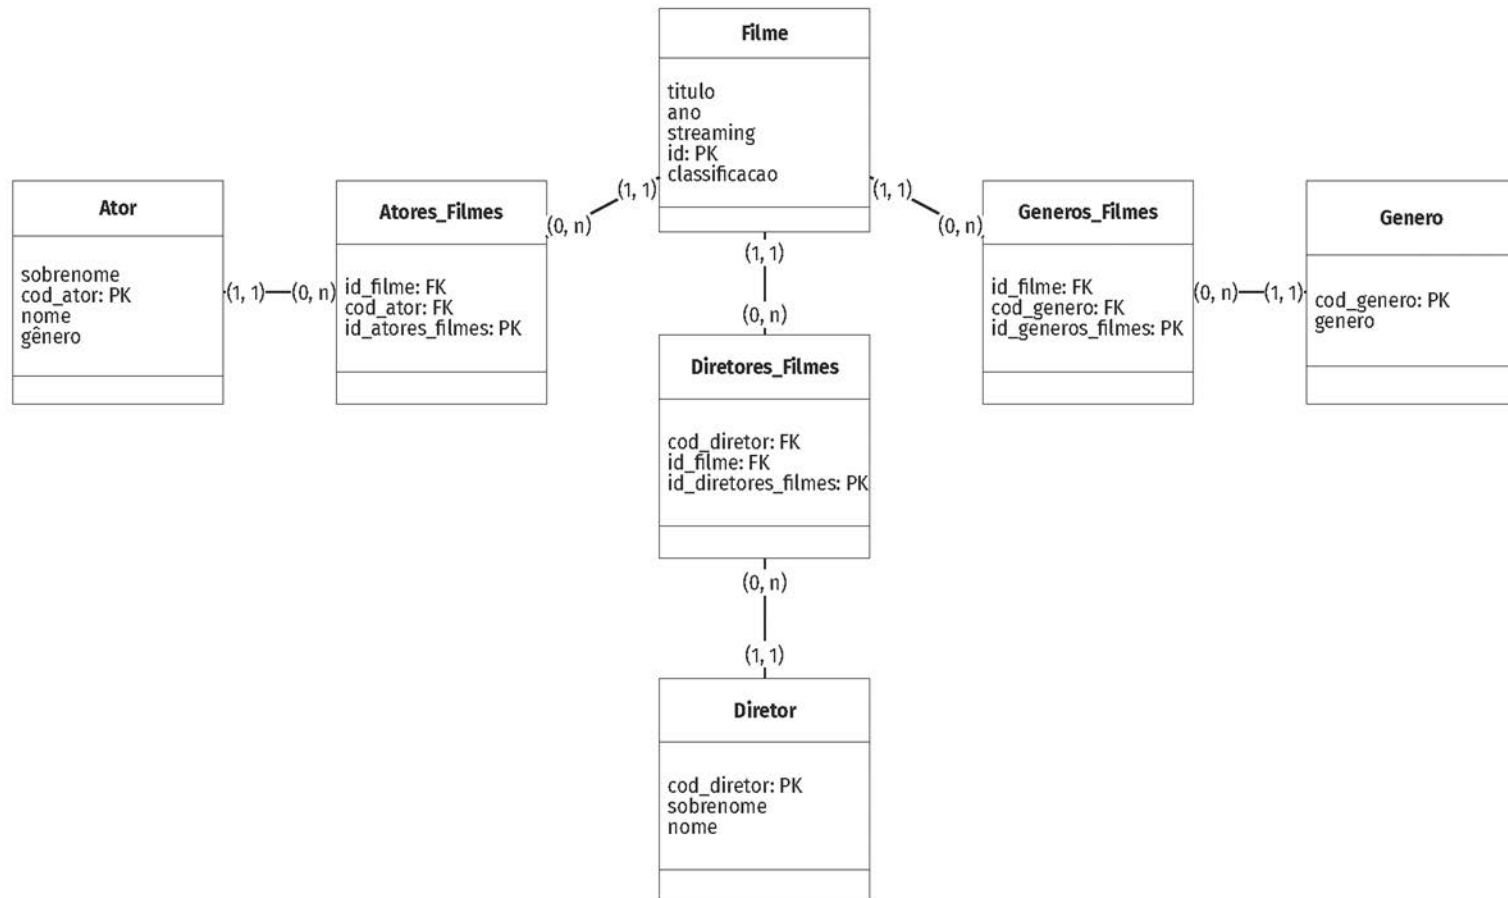 Filme
titulo
ano
streaming
id: PK
classificacao
Ator
sobrenome
cod_ator: PK
nome
gênero
(1, 1)
(0, n)
Atores_Filmes
id_filme: FK
cod_ator: FK
id_atores_filmes: PK
(0, n)
(1, 1)
(1, 1)
(0, n)
Generos_Filmes
id_filme: FK
cod_genero: FK
id_generos_filmes: PK
(0, n)
(1, 1)
Genero
cod_genero: PK
genero
(1, 1)
(0, n)
Diretores_Filmes
cod_diretor: FK
id_filme: FK
id_diretores_filmes: PK
(0, n)
(1, 1)
Diretor
cod_diretor: PK
sobrenome
nome